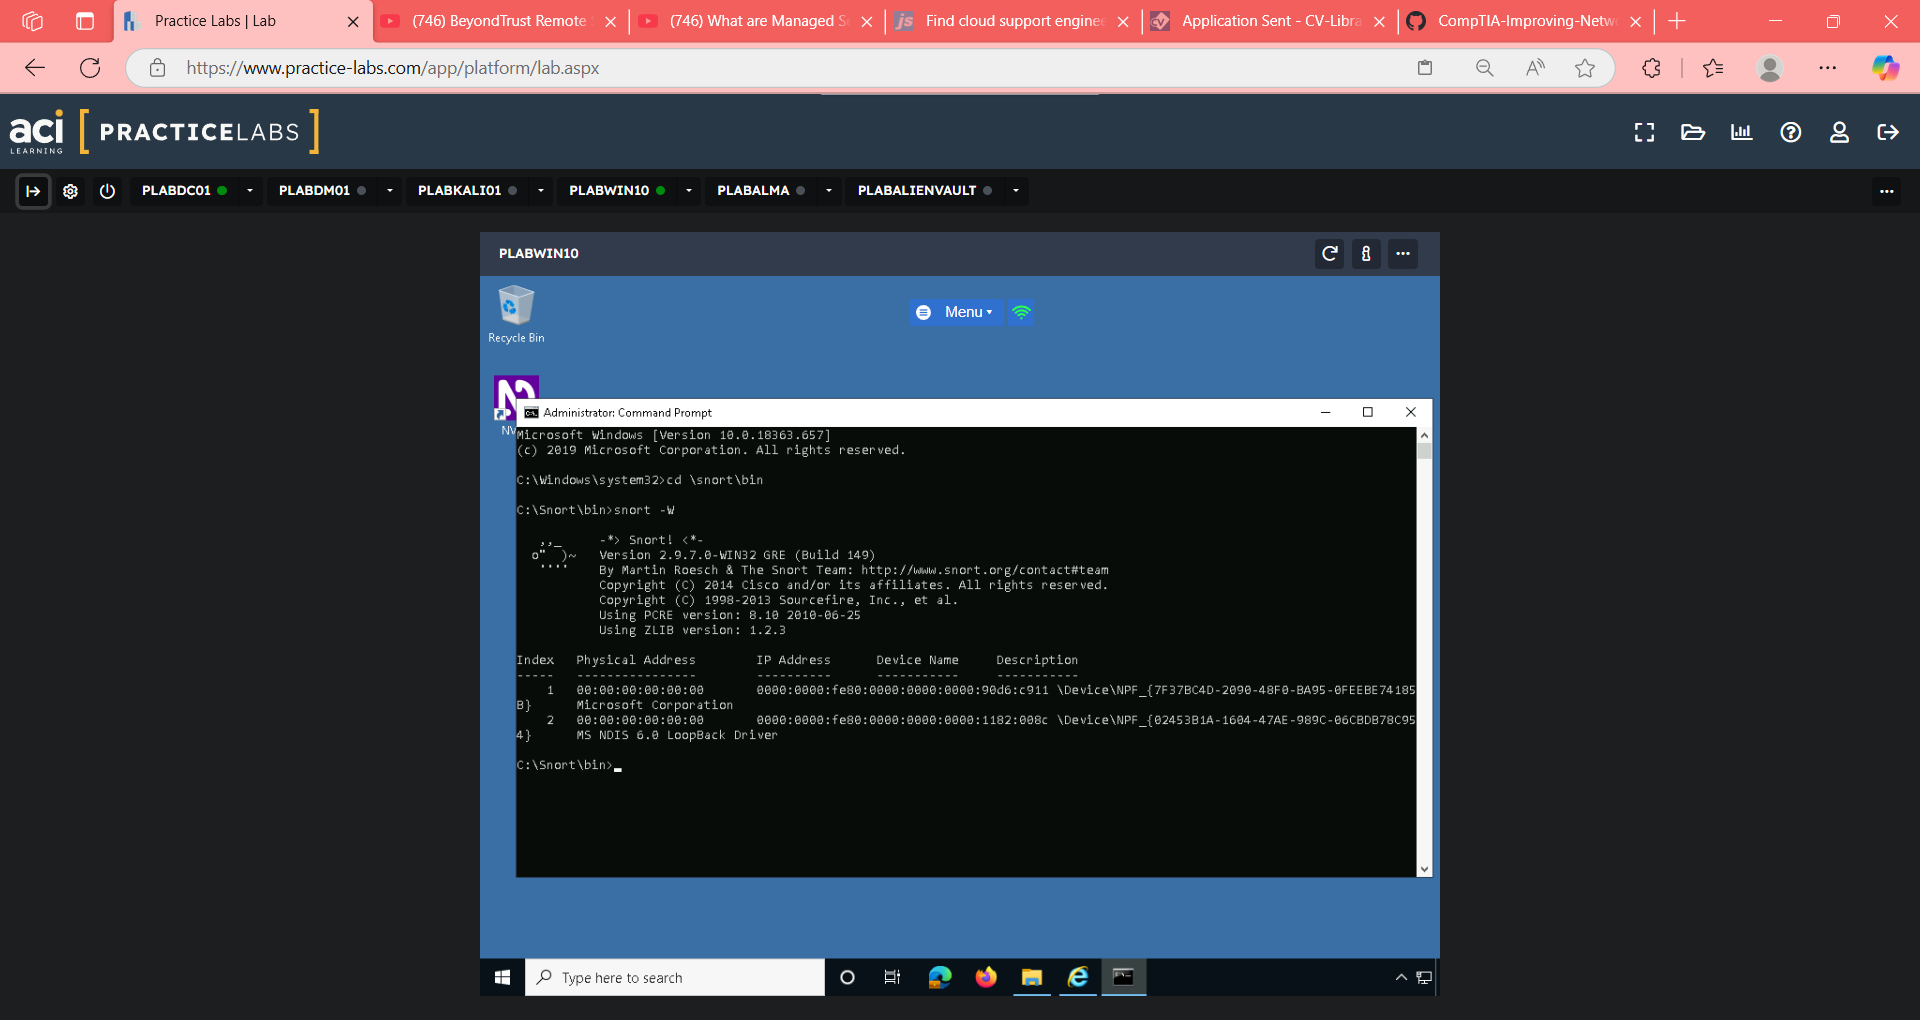 Practice Labs | Lab
(746) BeyondTrust Remote
(746) What are Managed S
Find cloud support enginee
Application Sent - CV-Libra
CompTIA-Improving-Netw
https://www.practice-labs.com/app/platform/lab.aspx
aci LEARNING [ PRACTICELABS ]
PLABDC01
PLABDM01
PLABKALI01
PLABWIN10
PLABALMA
PLABALIENVAULT
PLABWIN10
Recycle Bin
Menu
NV
Administrator: Command Prompt
Microsoft Windows [Version 10.0.18363.657]
(c) 2019 Microsoft Corporation. All rights reserved.
C:\Windows\system32>cd \snort\bin
C:\Snort\bin>snort -W
,,_     -*> Snort! <*-
o"  )~   Version 2.9.7.0-WIN32 GRE (Build 149)
''''    By Martin Roesch & The Snort Team: http://www.snort.org/contact#team
Copyright (C) 2014 Cisco and/or its affiliates. All rights reserved.
Copyright (C) 1998-2013 Sourcefire, Inc., et al.
Using PCRE version: 8.10 2010-06-25
Using ZLIB version: 1.2.3
Index   Physical Address        IP Address      Device Name     Description
-----   ----------------        ----------      -----------     -----------
1   00:00:00:00:00:00       0000:0000:fe80:0000:0000:0000:90d6:c911 \Device\NPF_{7F37BC4D-2090-48F0-BA95-0FEEBE74185
B}      Microsoft Corporation
2   00:00:00:00:00:00       0000:0000:fe80:0000:0000:0000:1182:008c \Device\NPF_{02453B1A-1604-47AE-989C-06CBDB78C95
4}      MS NDIS 6.0 LoopBack Driver
C:\Snort\bin>_
Type here to search